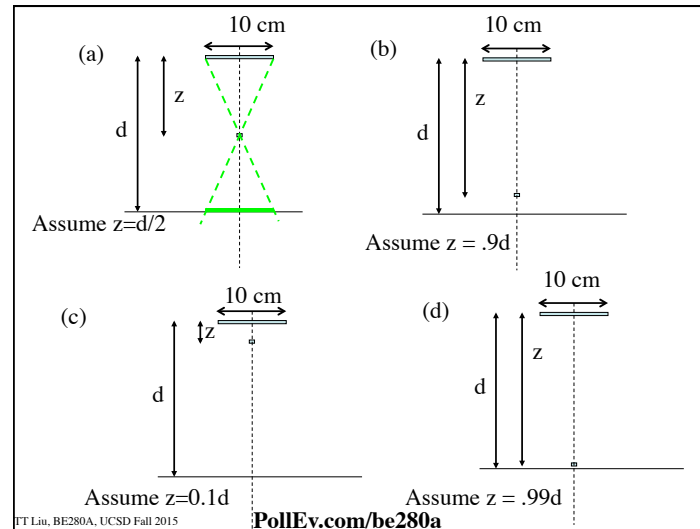 10 cm
(a)
z
d
Assume z=d/2
10 cm
(b)
z
d
Assume z = .9d
10 cm
(c)
z
d
Assume z=0.1d
10 cm
(d)
z
d
Assume z = .99d
TT Liu, BE280A, UCSD Fall 2015
PollEv.com/be280a